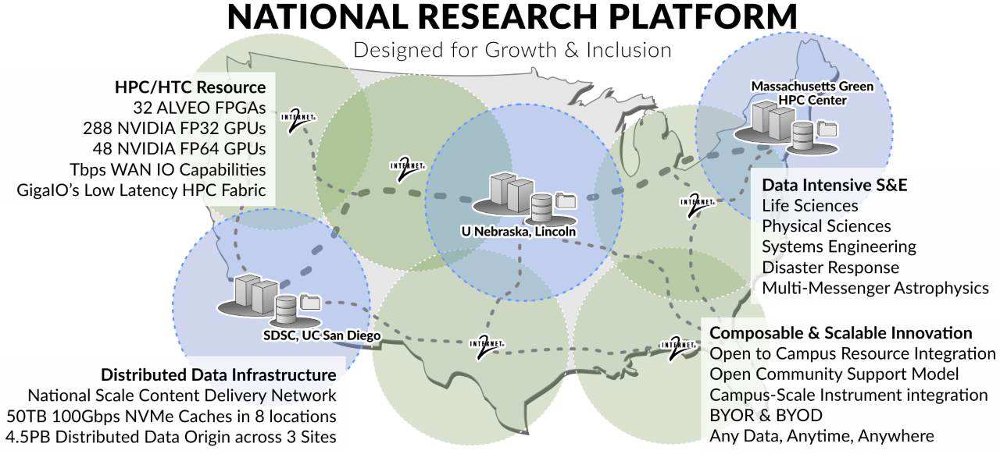 NATIONAL RESEARCH PLATFORM
Designed for Growth & Inclusion
HPC/HTC Resource
32 ALVEO FPGAs
288 NVIDIA FP32 GPUs
48 NVIDIA FP64 GPUs
Tbps WAN IO Capabilities
GigaIO's Low Latency HPC Fabric
INTERNET2®
INTERNET2®
Massachusetts Green
HPC Center
U Nebraska, Lincoln
INTERNET2®
Data Intensive S&E
Life Sciences
Physical Sciences
Systems Engineering
Disaster Response
Multi-Messenger Astrophysics
SDSC, UC San Diego
INTERNET2®
INTERNET2®
Distributed Data Infrastructure
National Scale Content Delivery Network
50TB 100Gbps NVMe Caches in 8 locations
4.5PB Distributed Data Origin across 3 Sites
Composable & Scalable Innovation
Open to Campus Resource Integration
Open Community Support Model
Campus-Scale Instrument integration
BYOR & BYOD
Any Data, Anytime, Anywhere